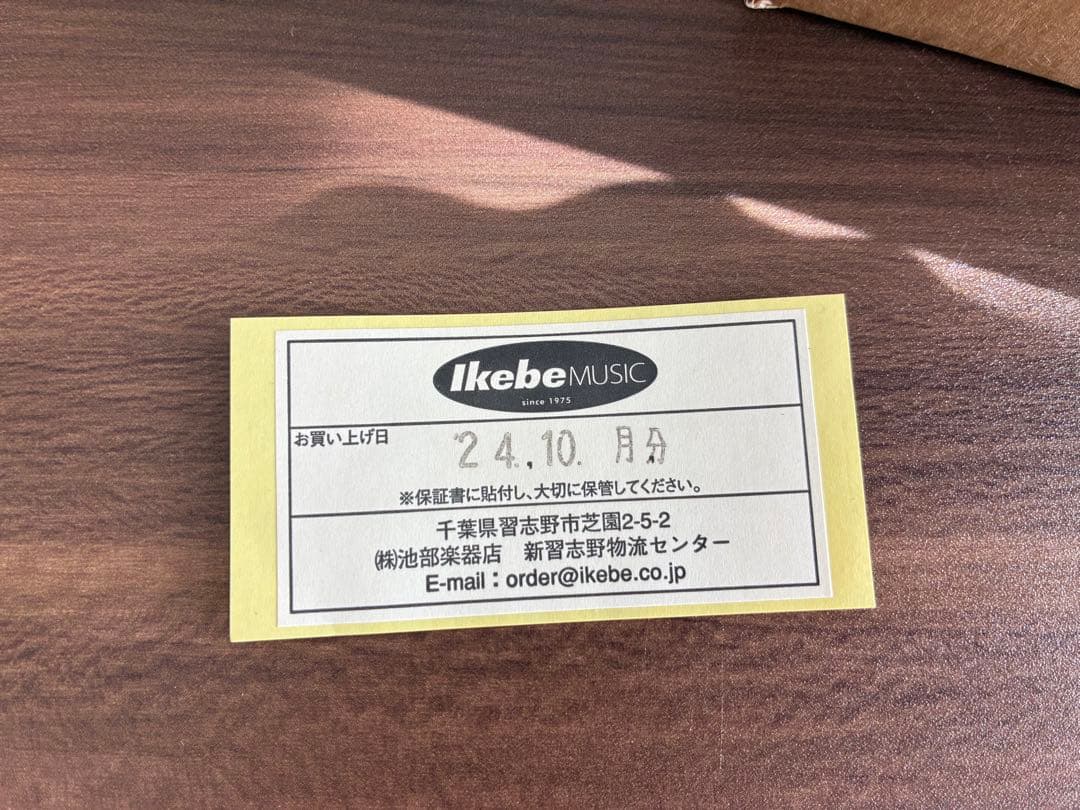 Ikebe MUSIC
since 1975
お買い上げ日
'24.,10. 月分
※保証書に貼付し、大切に保管してください。
千葉県習志野市芝園2-5-2
㈱池部楽器店　新習志野物流センター
E-mail：order@ikebe.co.jp